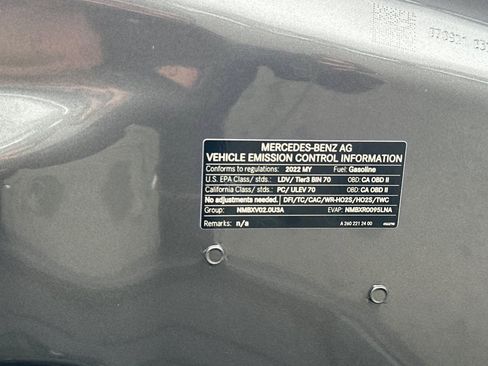 MERCEDES-BENZ AG
VEHICLE EMISSION CONTROL INFORMATION
Conforms to regulations: 2022 MY Fuel: Gasoline
U.S. EPA Class/ stds.: LDV/ Tier3 BIN 70 OBD: CA OBD II
California Class/ stds.: PC/ ULEV 70 OBD: CA OBD II
No adjustments needed. DFI/TC/CAC/WR-HO2S/HO2S/TWC
Group: NMBXV02.0U3A EVAP: NMBXR0095LNA
Remarks: n/a A 260 221 24 00